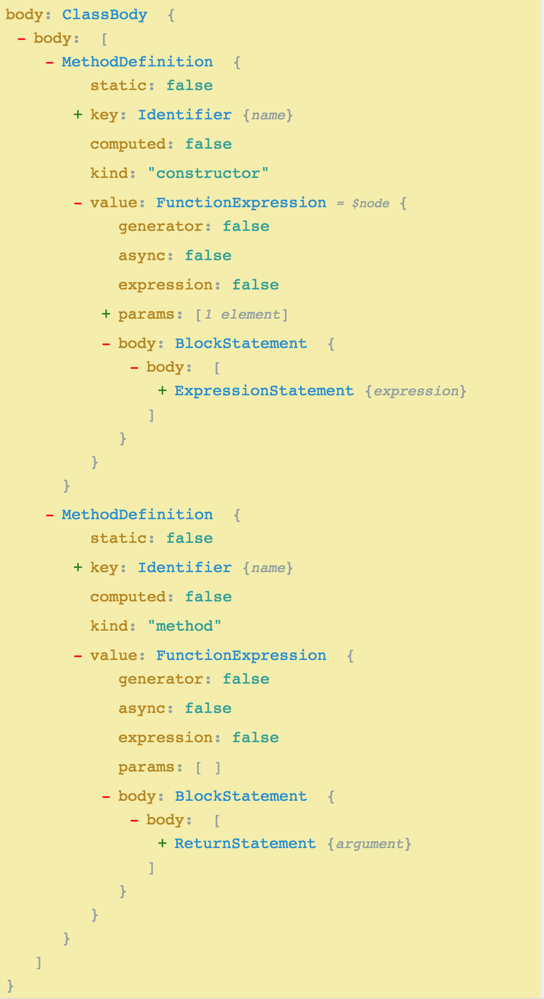 body: ClassBody {
- body: [
- MethodDefinition {
static: false
+ key: Identifier {name}
computed: false
kind: "constructor"
- value: FunctionExpression = $node {
generator: false
async: false
expression: false
+ params: [1 element]
- body: BlockStatement {
- body: [
+ ExpressionStatement {expression}
]
}
}
}
- MethodDefinition {
static: false
+ key: Identifier {name}
computed: false
kind: "method"
- value: FunctionExpression {
generator: false
async: false
expression: false
params: [ ]
- body: BlockStatement {
- body: [
+ ReturnStatement {argument}
]
}
}
}
]
}